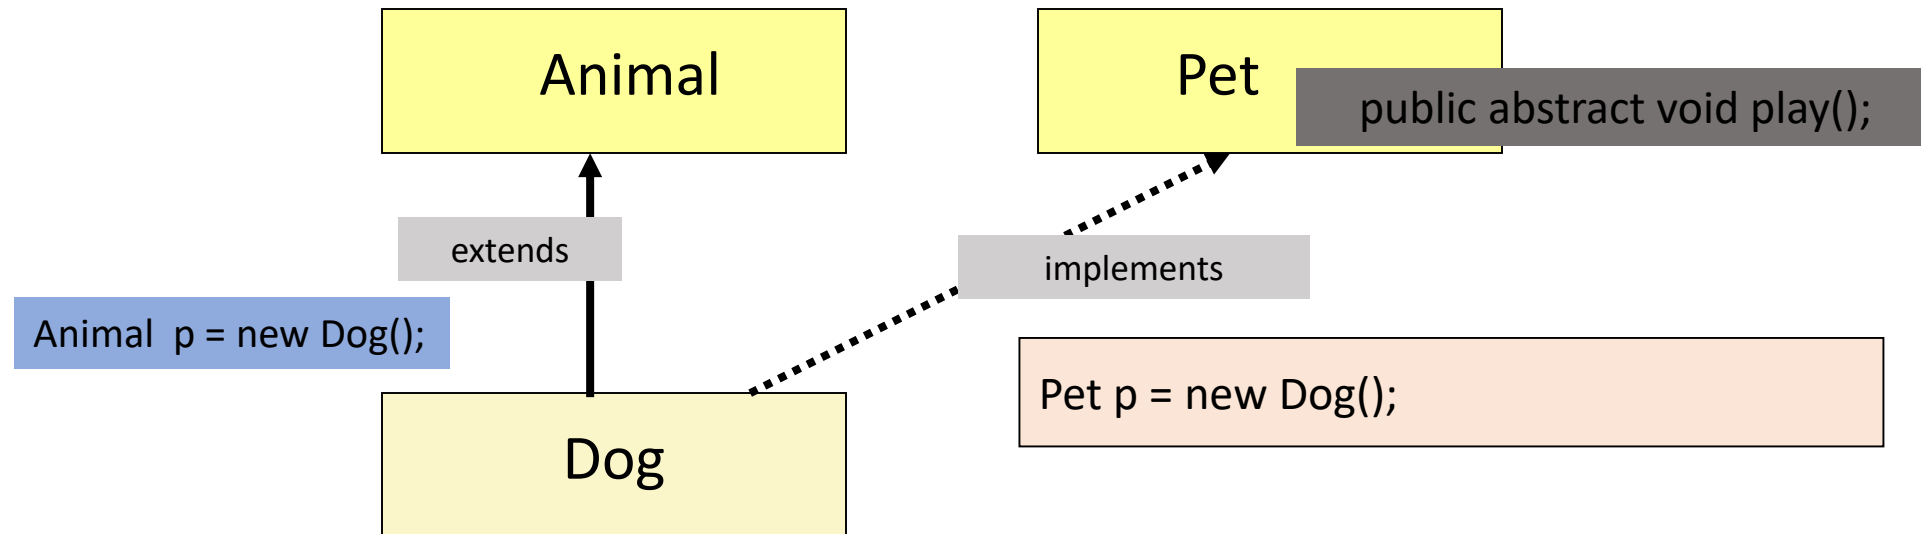 Animal
Pet
public abstract void play();
extends
implements
Animal  p = new Dog();
Pet p = new Dog();
Dog